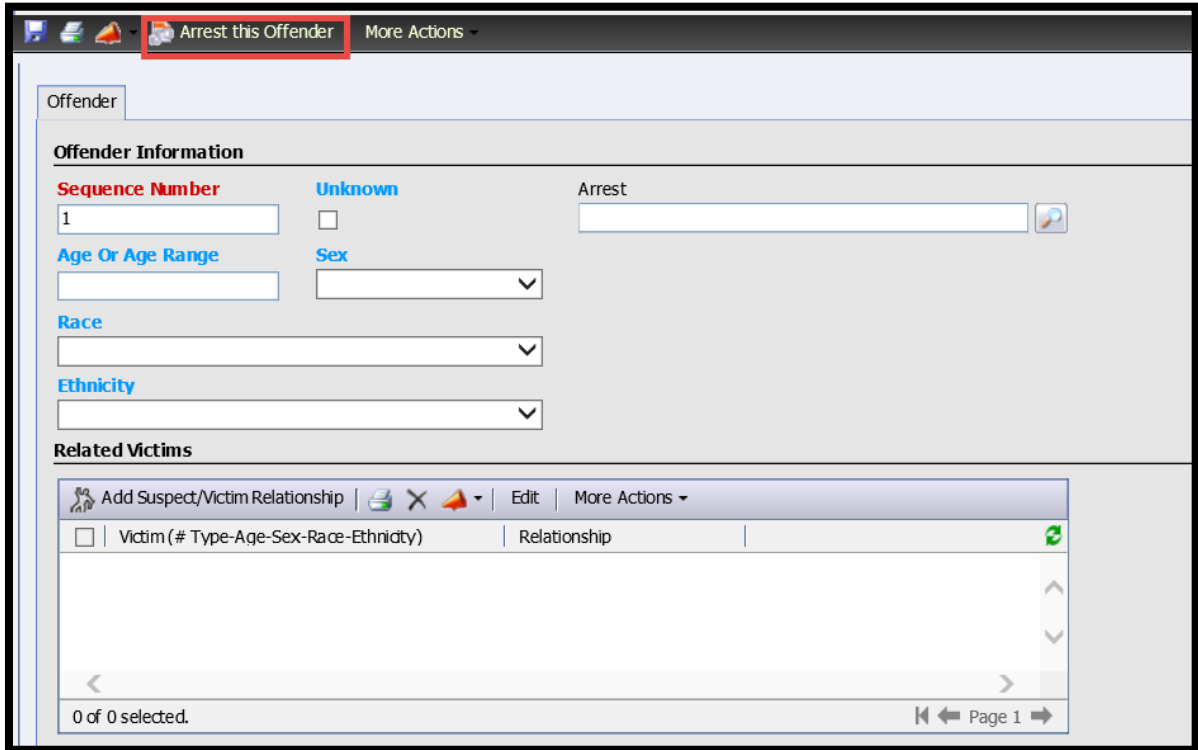 Arrest this Offender More Actions
Offender
Offender Information
Sequence Number Unknown Arrest
1
Age Or Age Range Sex
Race
Ethnicity
Related Victims
Add Suspect/Victim Relationship Edit More Actions
Victim (# Type-Age-Sex-Race-Ethnicity) Relationship
0 of 0 selected. Page 1